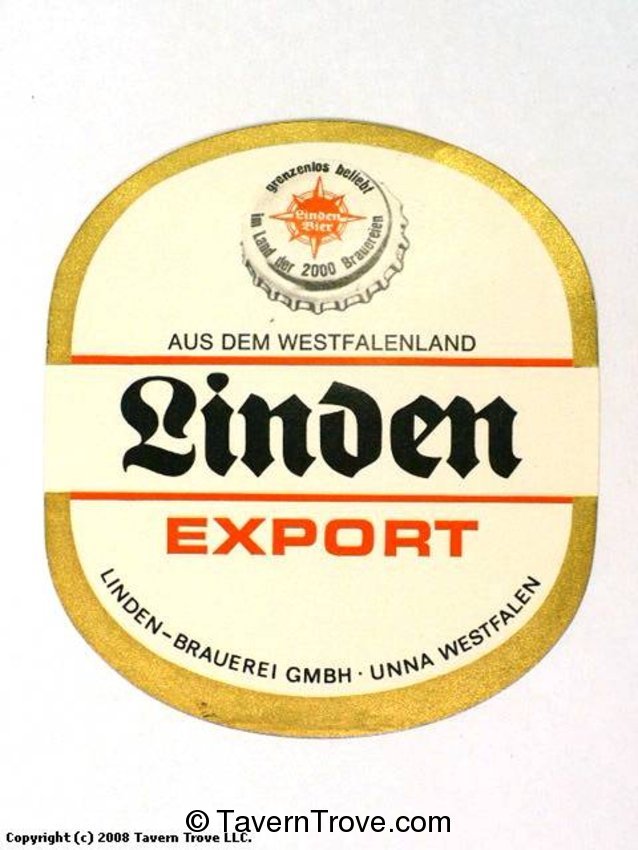 grenzenlos beliebt
Linden
Bier
im Land der 2000 Brauereien
AUS DEM WESTFALENLAND
Linden
EXPORT
LINDEN-BRAUEREI GMBH · UNNA WESTFALEN
© TavernTrove.com
Copyright (c) 2008 Tavern Trove LLC.